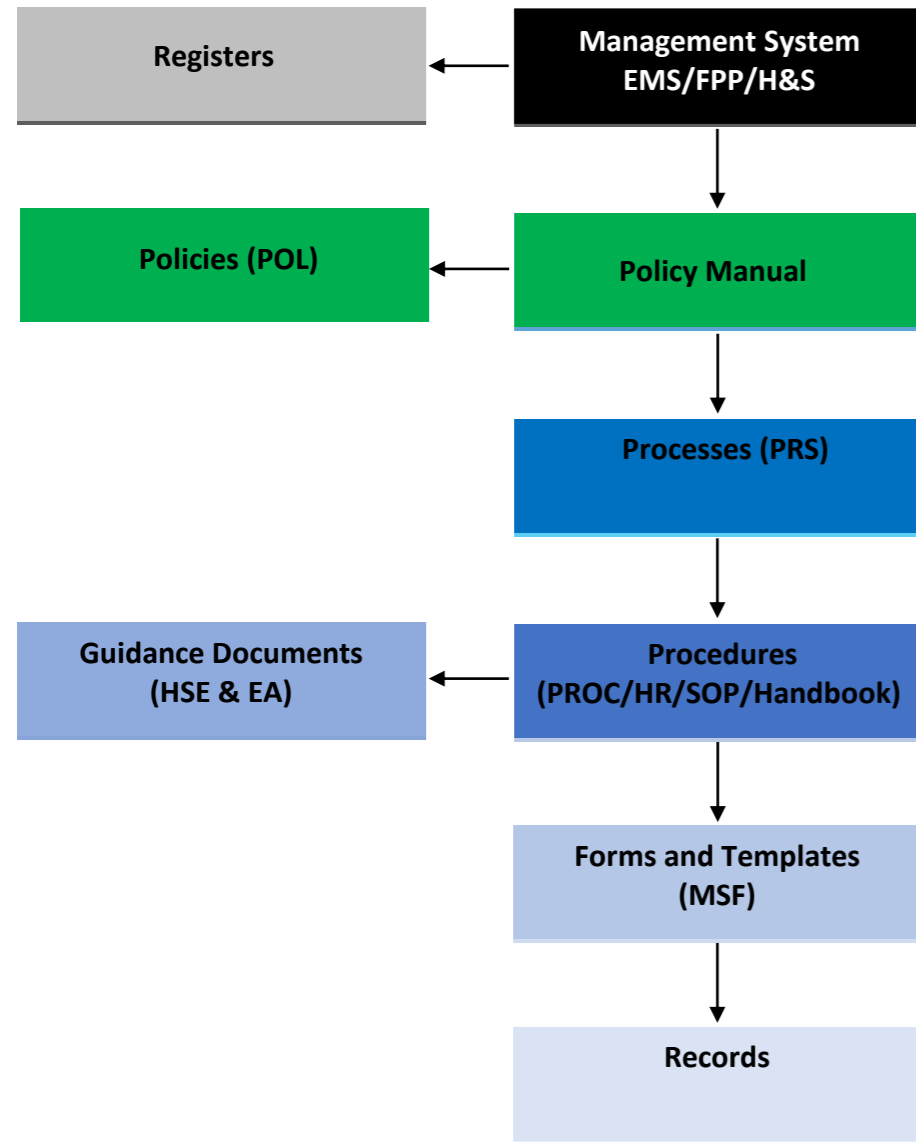 Registers
Management System
EMS/FPP/H&S
Policies (POL)
Policy Manual
Processes (PRS)
Guidance Documents
(HSE & EA)
Procedures
(PROC/HR/SOP/Handbook)
Forms and Templates
(MSF)
Records